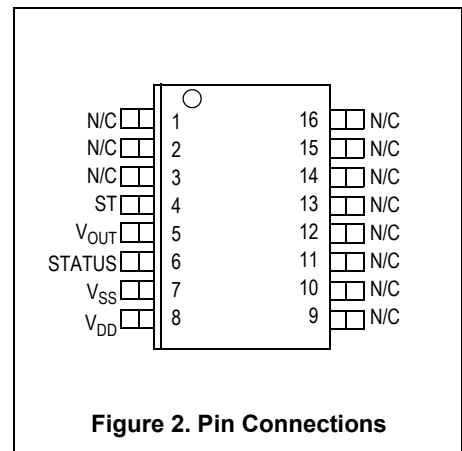 N/C 1 16 N/C
N/C 2 15 N/C
N/C 3 14 N/C
ST 4 13 N/C
VOUT 5 12 N/C
STATUS 6 11 N/C
VSS 7 10 N/C
VDD 8 9 N/C
Figure 2. Pin Connections